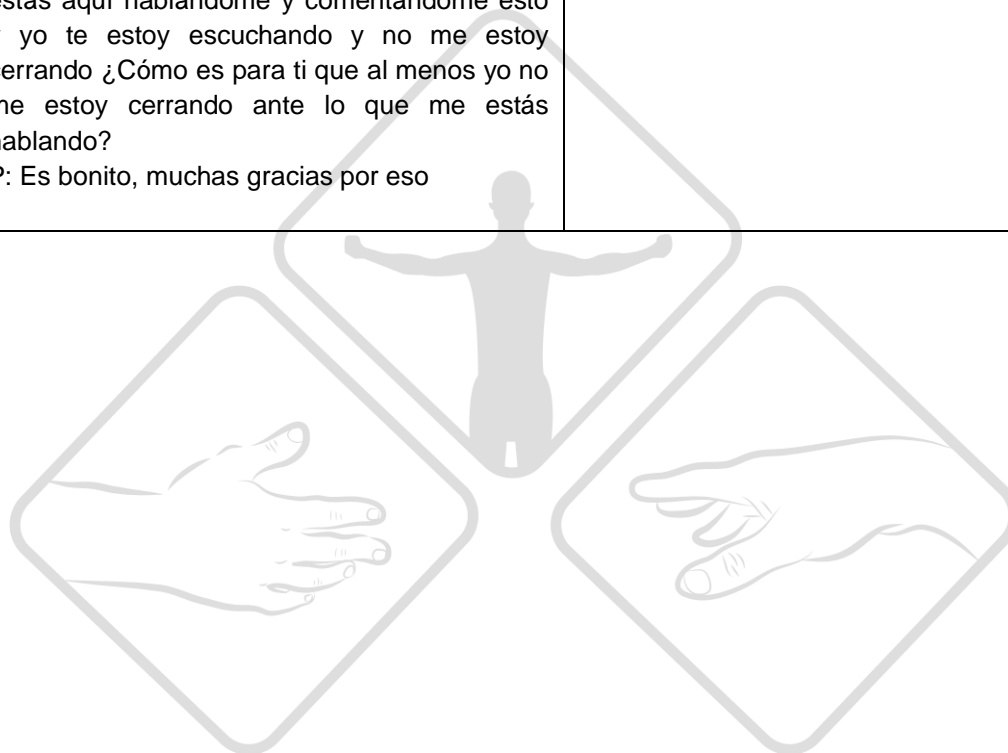 estás aquí hablándome y comentándome esto
yo te estoy escuchando y no me estoy
cerrando ¿Cómo es para ti que al menos yo no
me estoy cerrando ante lo que me estás
hablando?
P: Es bonito, muchas gracias por eso